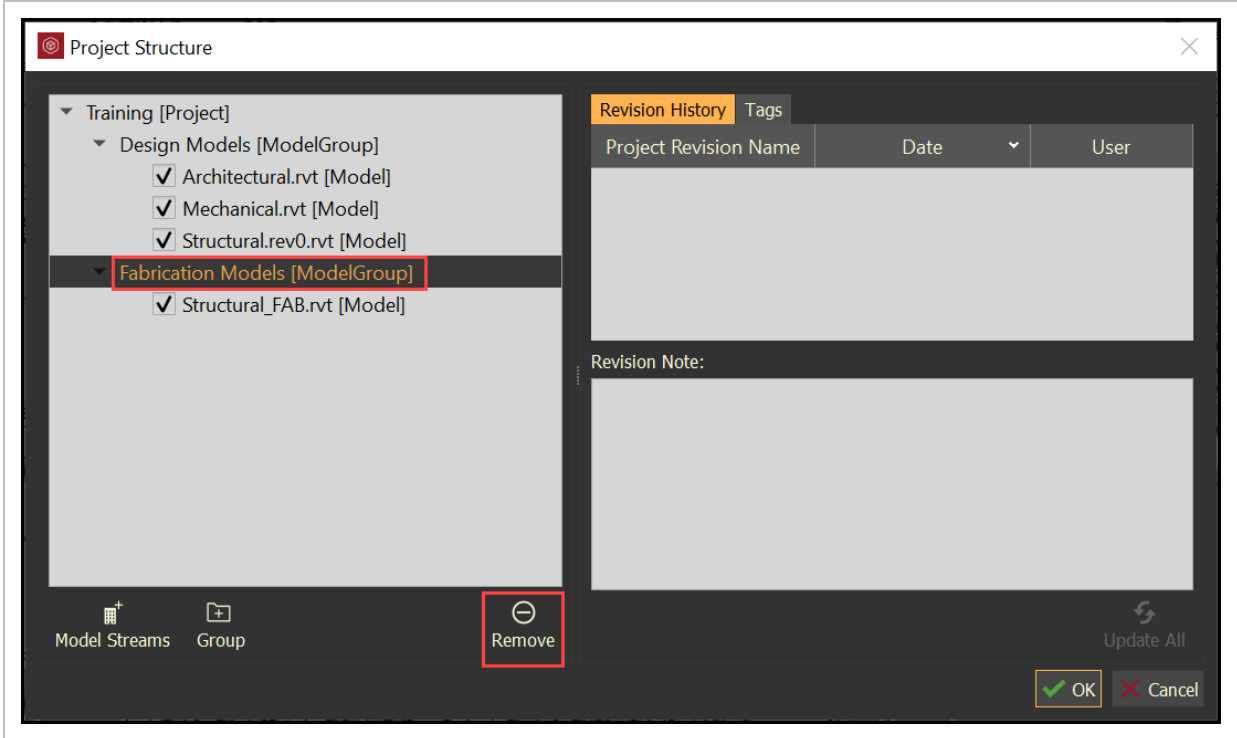 Project Structure
Training [Project]
Design Models [ModelGroup]
Architectural.rvt [Model]
Mechanical.rvt [Model]
Structural.rev0.rvt [Model]
Fabrication Models [ModelGroup]
Structural_FAB.rvt [Model]
Model Streams Group Remove
Revision History Tags
Project Revision Name Date User
Revision Note:
Update All
OK Cancel